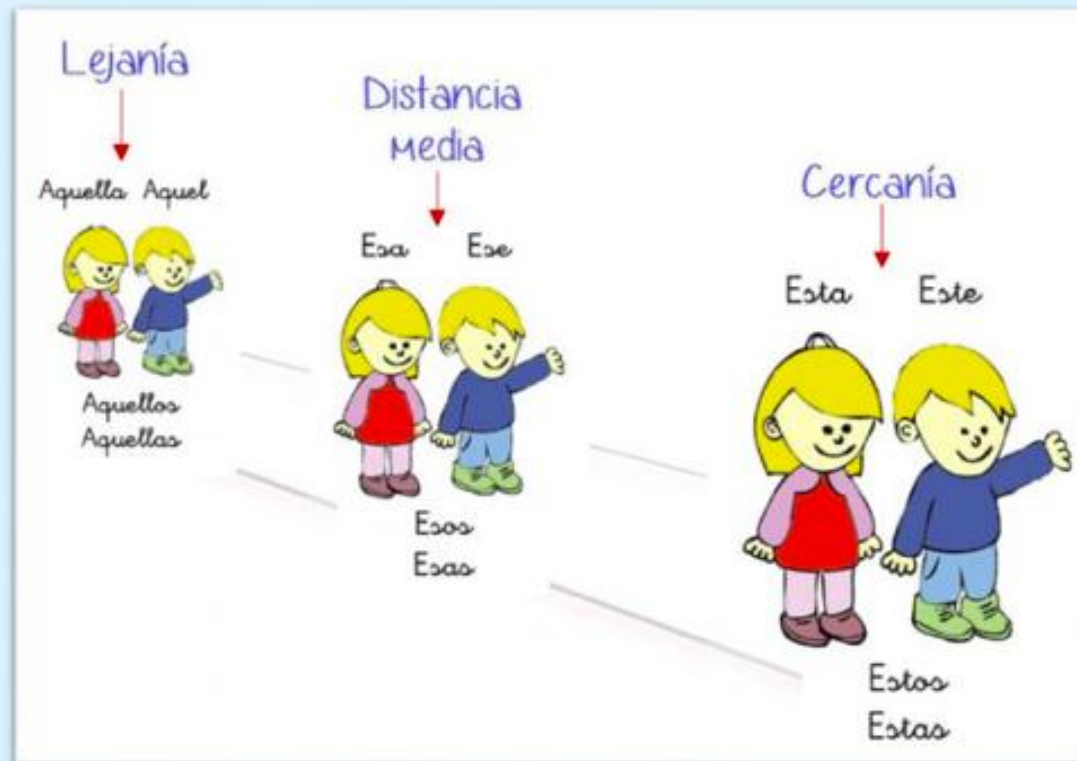 Lejanía
Aquella Aquel
Aquellos
Aquellas
Distancia
Media
Esa Ese
Esos
Esas
Cercanía
Esta Este
Estos
Estas